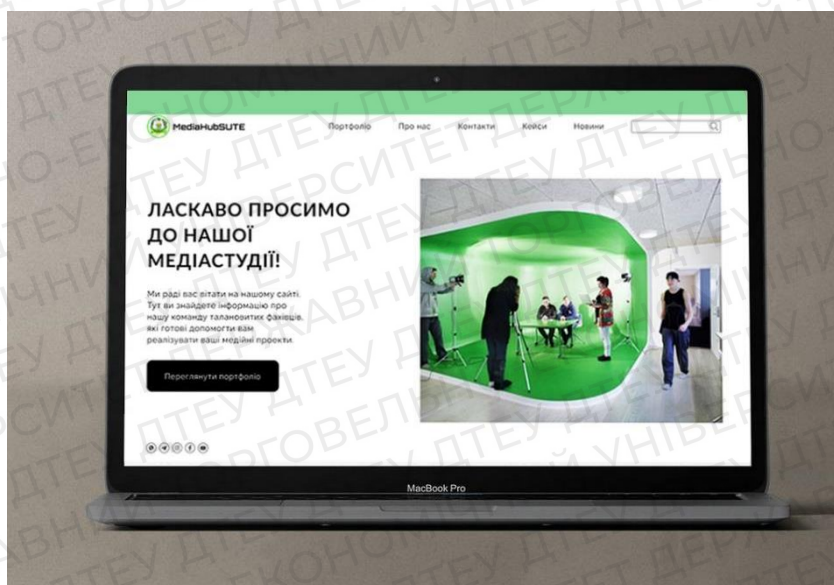 MediaHubSUTE
Портфоліо Про нас Контакти Кейси Новини
ЛАСКАВО ПРОСИМО
ДО НАШОЇ
МЕДІАСТУДІЇ!
Ми раді вас вітати на нашому сайті.
Тут ви знайдете інформацію про
нашу команду талановитих фахівців,
які готові допомогти вам
реалізувати ваші медійні проєкти.
Переглянути портфоліо
MacBook Pro